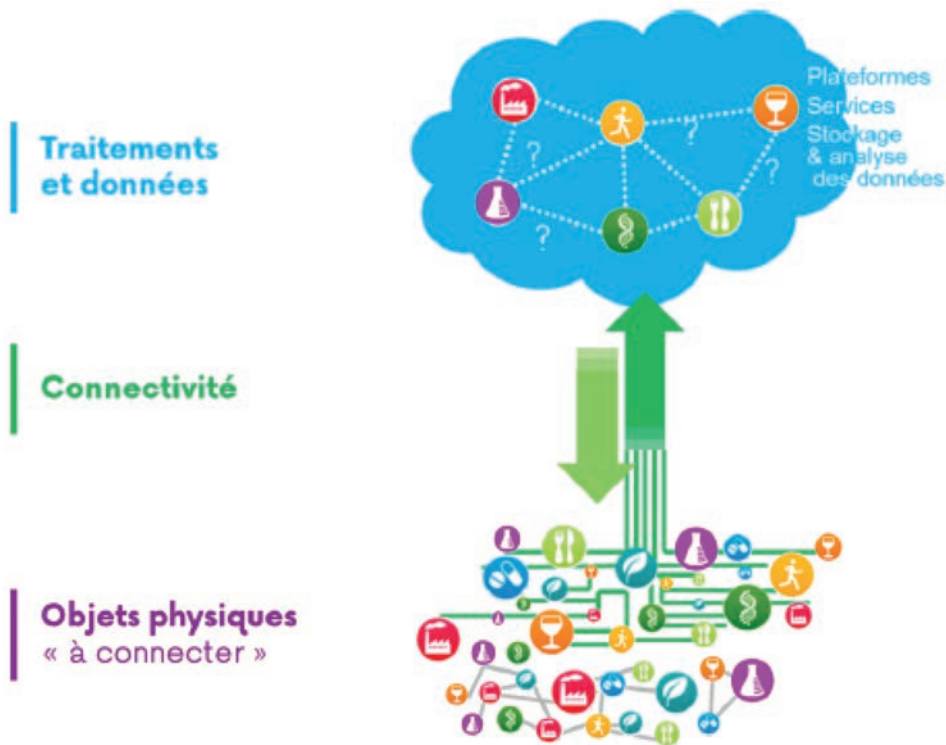 Plateformes
Services
Stockage
& analyse
des données
Traitements
et données
?
?
?
?
Connectivité
Objets physiques
« à connecter »